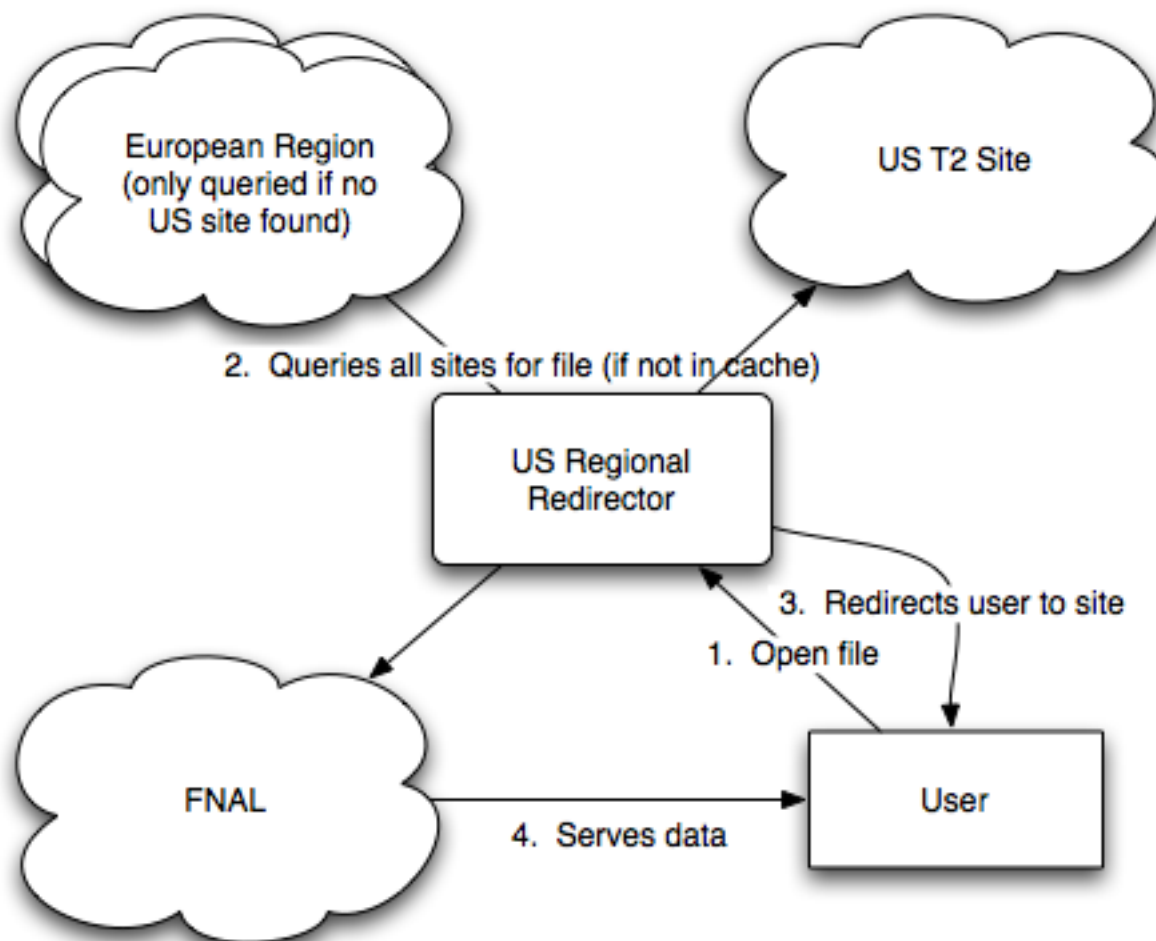 European Region
(only queried if no
US site found)
US T2 Site
2.  Queries all sites for file (if not in cache)
US Regional
Redirector
3.  Redirects user to site
1.  Open file
FNAL
User
4.  Serves data